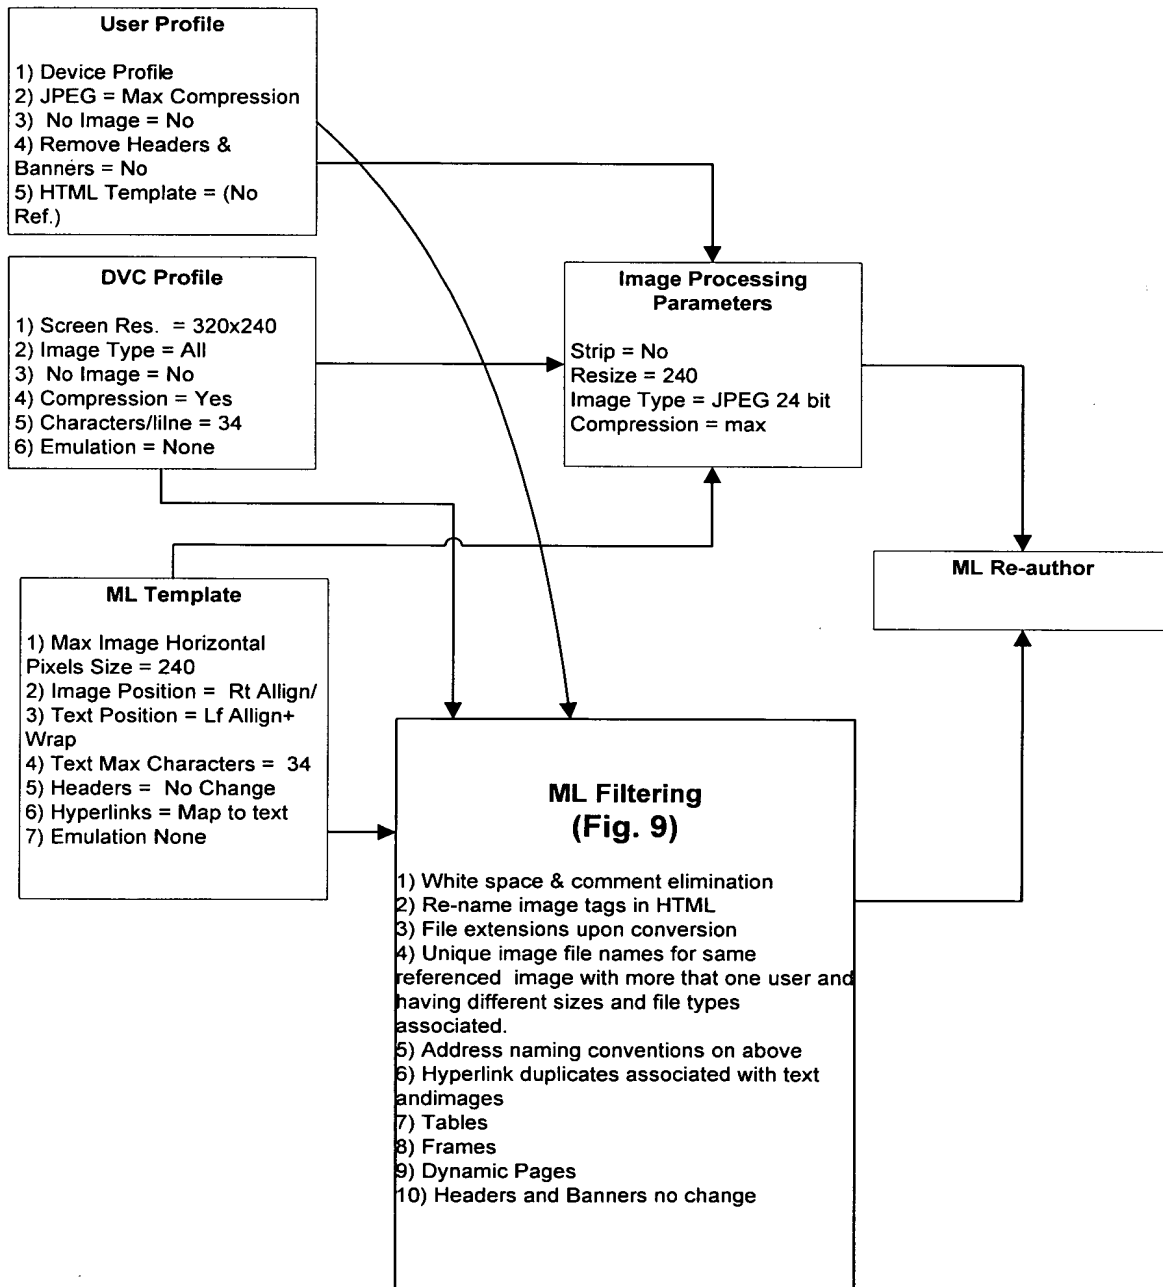 User Profile
1) Device Profile
2) JPEG = Max Compression
3) No Image = No
4) Remove Headers &
Banners = No
5) HTML Template = (No
Ref.)
DVC Profile
1) Screen Res. = 320x240
2) Image Type = All
3) No Image = No
4) Compression = Yes
5) Characters/lilne = 34
6) Emulation = None
Image Processing
Parameters
Strip = No
Resize = 240
Image Type = JPEG 24 bit
Compression = max
ML Re-author
ML Template
1) Max Image Horizontal
Pixels Size = 240
2) Image Position = Rt Allign/
3) Text Position = Lf Allign+
Wrap
4) Text Max Characters = 34
5) Headers = No Change
6) Hyperlinks = Map to text
7) Emulation None
ML Filtering
(Fig. 9)
1) White space & comment elimination
2) Re-name image tags in HTML
3) File extensions upon conversion
4) Unique image file names for same
referenced image with more that one user and
having different sizes and file types
associated.
5) Address naming conventions on above
6) Hyperlink duplicates associated with text
andimages
7) Tables
8) Frames
9) Dynamic Pages
10) Headers and Banners no change